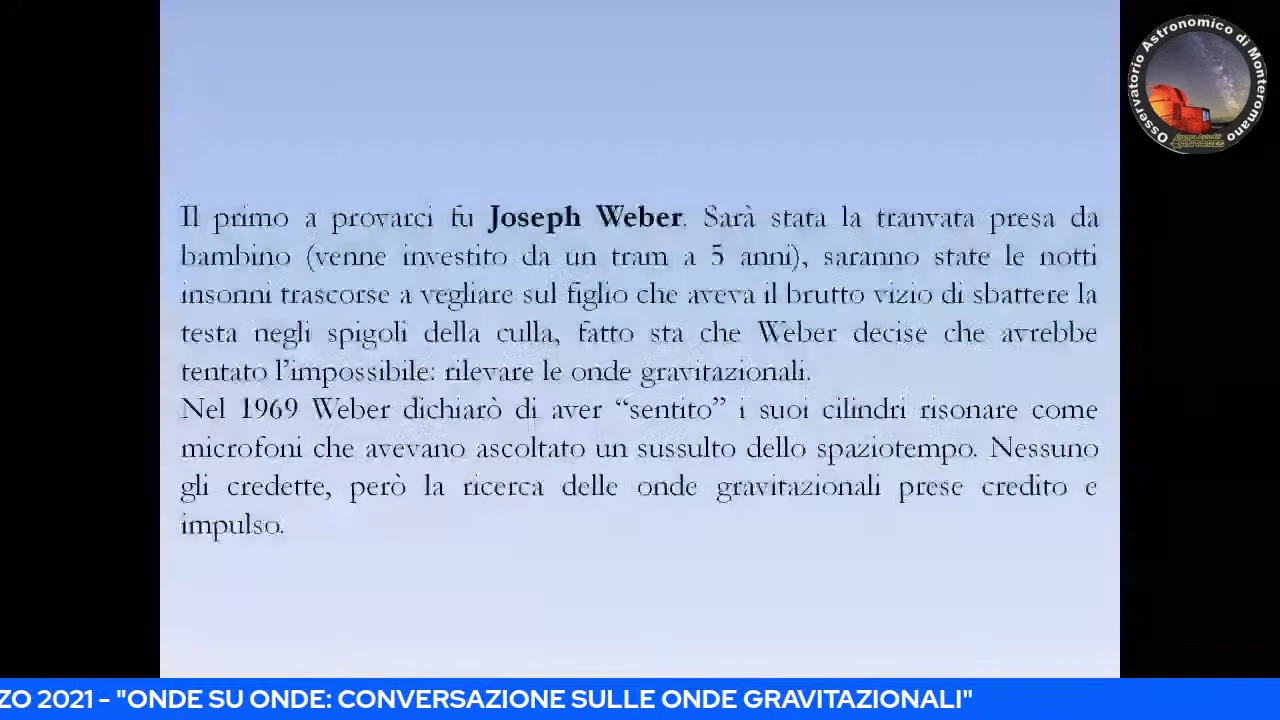 Osservatorio Astronomico di Monteromano
Il primo a provarci fu Joseph Weber. Sarà stata la tranvata presa da
bambino (venne investito da un tram a 5 anni), saranno state le notti
insonni trascorse a vegliare sul figlio che aveva il brutto vizio di sbattere la
testa negli spigoli della culla, fatto sta che Weber decise che avrebbe
tentato l’impossibile: rilevare le onde gravitazionali.
Nel 1969 Weber dichiarò di aver “sentito” i suoi cilindri risonare come
microfoni che avevano ascoltato un sussulto dello spaziotempo. Nessuno
gli credette, però la ricerca delle onde gravitazionali prese credito e
impulso.
ZO 2021 - "ONDE SU ONDE: CONVERSAZIONE SULLE ONDE GRAVITAZIONALI"